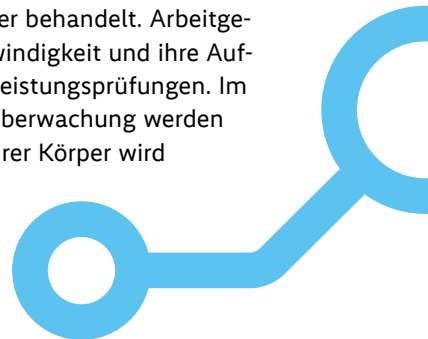 er behandelt. Arbeitge-
windigkeit und ihre Auf-
eistungsprüfungen. Im
berwachung werden
rer Körper wird